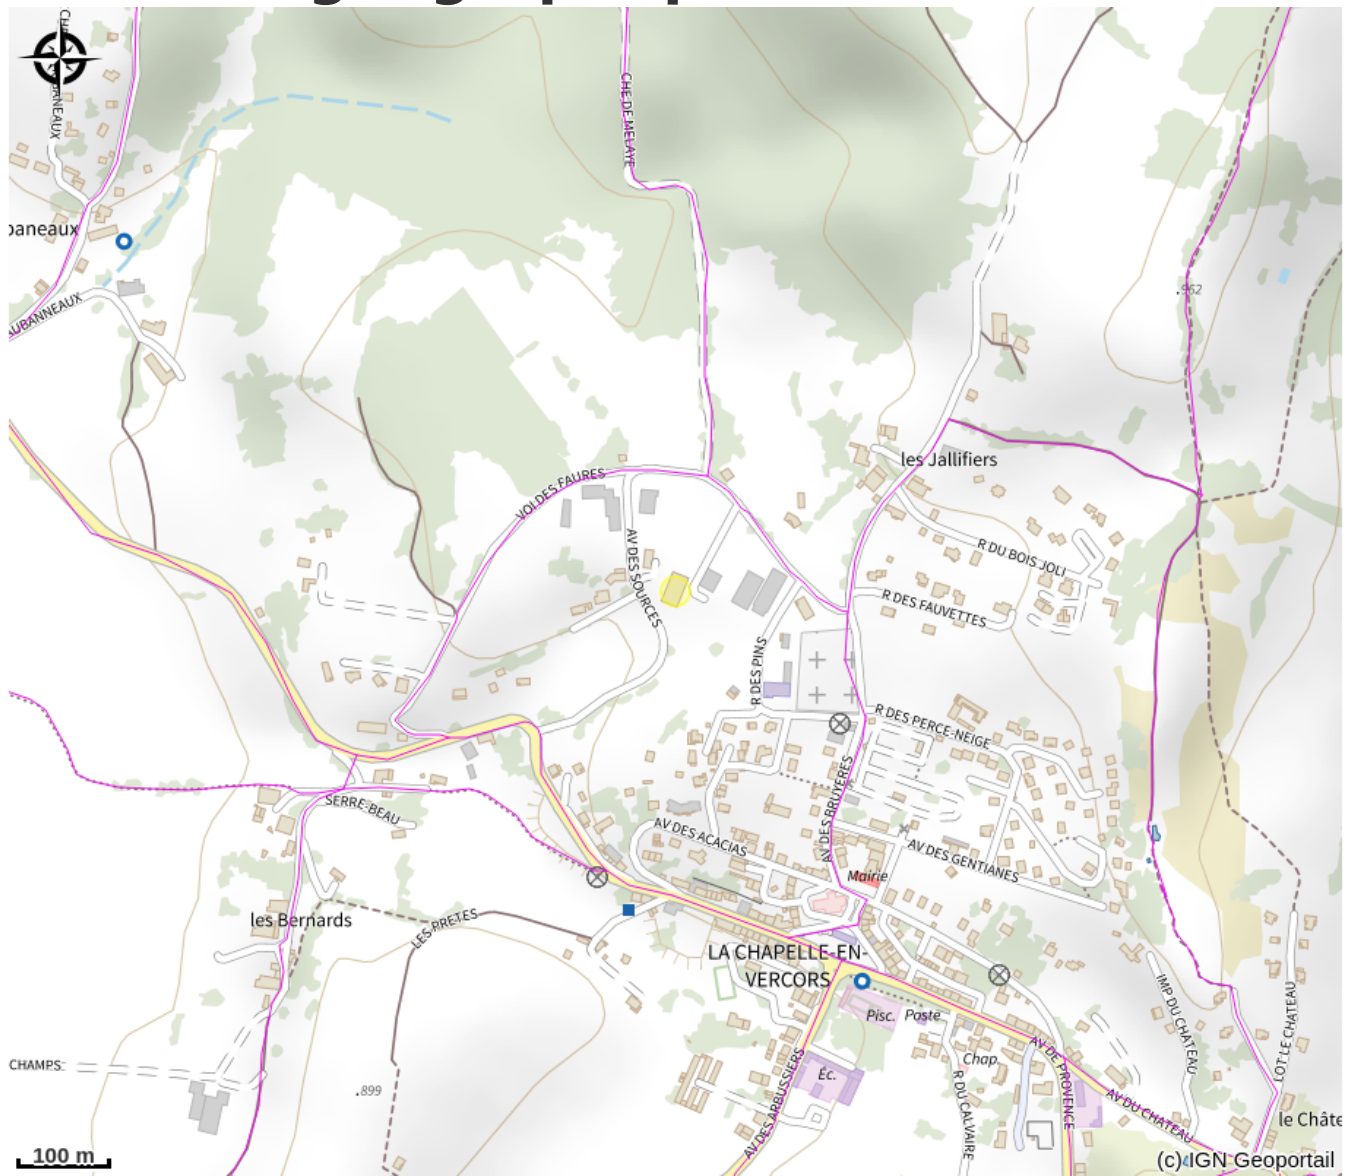 CHE DE MELAYE
baneaux
AUBANNEAUX
.962
les Jallifiers
VOI DES FAURES
AV DES SOURCES
R DU BOIS JOLI
R DES FAUVETTES
R DES PINS
R DES PERCE-NEIGE
SERRE-BEAU
AV DES ACACIAS
AV DES BRUYERES
AV DES GENTIANES
Mairie
les Bernards
LES PRETES
LA CHAPELLE-EN-
VERCORS
IMP DU CHATEAU
LOT LE CHATEAU
Pisc.
Poste
Chap.
AV DE PROVENCE
CHAMPS
Éc.
.899
AV DES ARBUSSIERS
R DU CALVAIRE
AV DU CHATEAU
le Châte
100 m
(c) IGN Geoportail